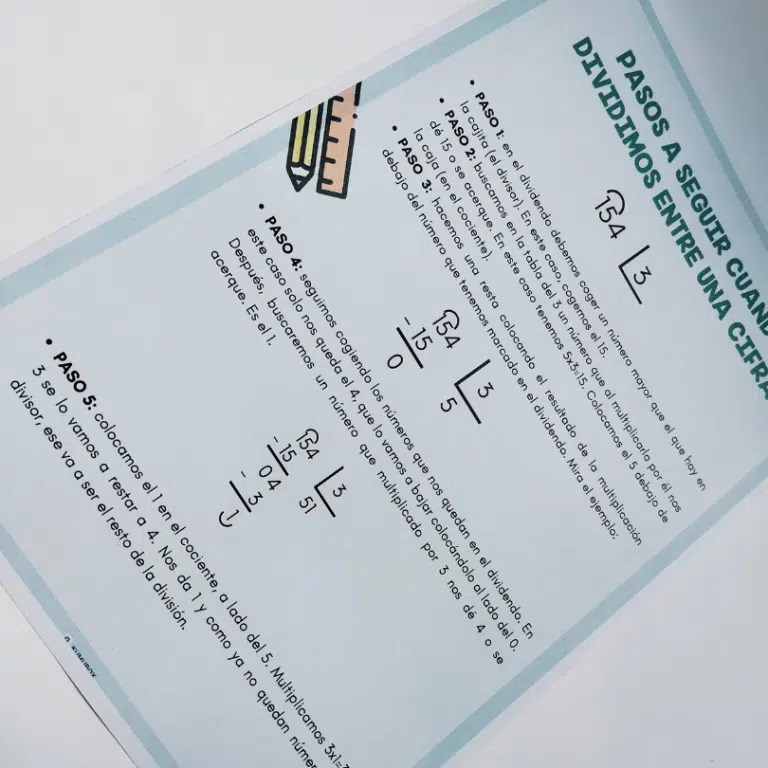 PASOS A SEGUIR CUAN
DIVIDIMOS ENTRE UNA CIFRA
154 3
• PASO 1: en el dividendo debemos coger un número mayor que el que hay en
la cajita (el divisor). En este caso, cogemos el 15.
• PASO 2: buscamos en la tabla del 3 un número que al multiplicarlo por él nos
dé 15 o se acerque. En este caso tenemos 5x3=15. Colocamos el 5 debajo de
la caja (en el cociente).
• PASO 3: hacemos una resta colocando el resultado de la multiplicación
debajo del número que tenemos marcado en el dividendo. Mira el ejemplo:
154 3
- 15 5
0
• PASO 4: seguimos cogiendo los números que nos quedan en el dividendo. En
este caso solo nos queda el 4, que lo vamos a bajar colocándolo al lado del 0.
Después, buscaremos un número que multiplicado por 3 nos dé 4 o se
acerque. Es el 1.
154 3
- 15 51
04
- 3
1
• PASO 5: colocamos el 1 en el cociente, a lado del 5. Multiplicamos 3x1=3
3 se lo vamos a restar a 4. Nos da 1 y como ya no quedan númer
divisor, ese va a ser el resto de la división.